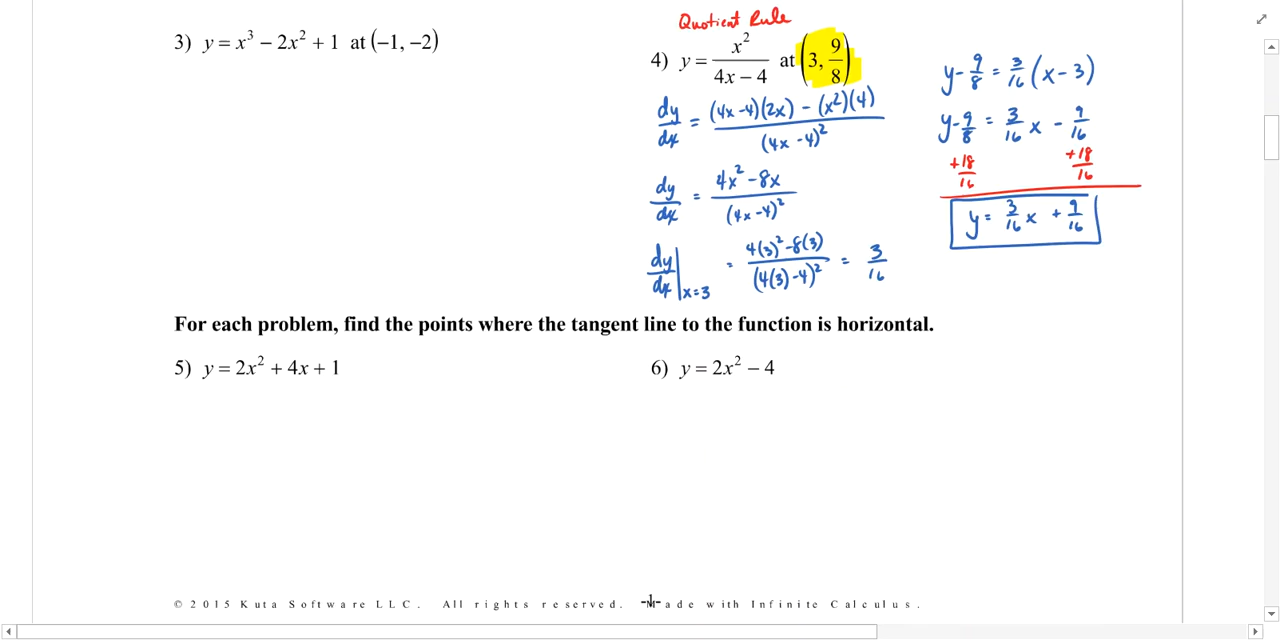 3) y = x³ − 2x² + 1 at (−1, −2)
Quotient Rule
4) y = x²/(4x − 4) at (3, 9/8)
dy/dx = ((4x-4)(2x) - (x²)(4))/(4x-4)²
dy/dx = (4x² - 8x)/(4x-4)²
dy/dx|x=3 = (4(3)² - 8(3))/(4(3)-4)² = 3/16
y - 9/8 = 3/16 (x - 3)
y - 9/8 = 3/16 x - 9/16
+18/16 +18/16
y = 3/16 x + 9/16
For each problem, find the points where the tangent line to the function is horizontal.
5) y = 2x² + 4x + 1
6) y = 2x² − 4
© 2015 Kuta Software LLC. All rights reserved. -1- Made with Infinite Calculus.